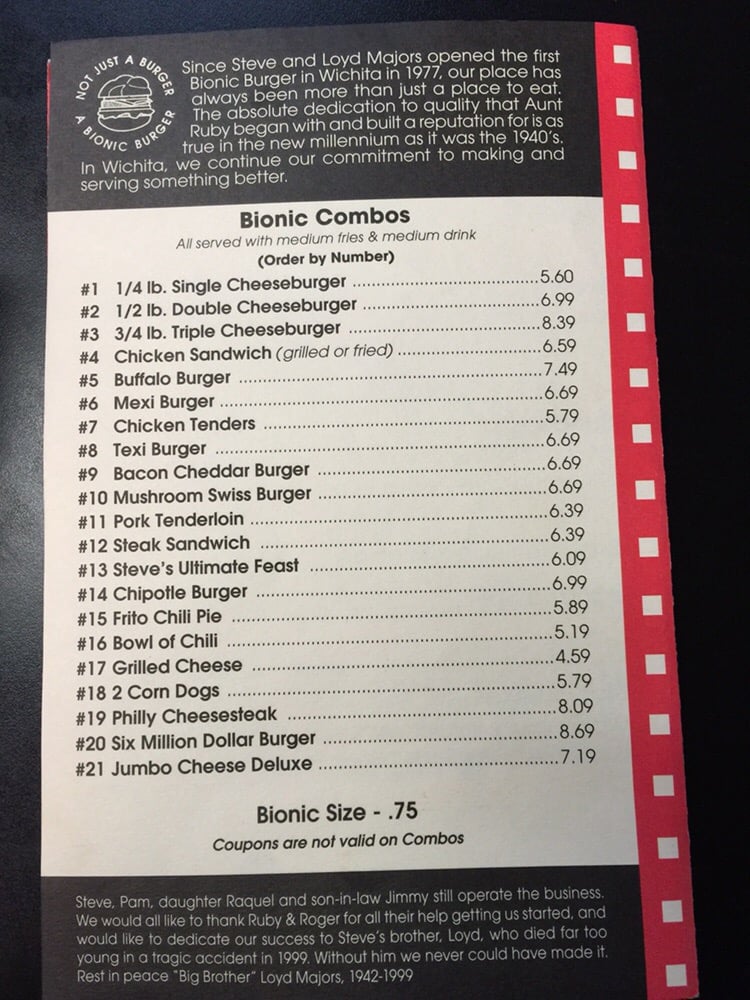 NOT JUST A BURGER
A BIONIC BURGER
Since Steve and Loyd Majors opened the first
Bionic Burger in Wichita in 1977, our place has
always been more than just a place to eat.
The absolute dedication to quality that Aunt
Ruby began with and built a reputation for is as
true in the new millennium as it was the 1940's.
In Wichita, we continue our commitment to making and
serving something better.
Bionic Combos
All served with medium fries & medium drink
(Order by Number)
#1 1/4 lb. Single Cheeseburger ................................5.60
#2 1/2 lb. Double Cheeseburger ...............................6.99
#3 3/4 lb. Triple Cheeseburger .................................8.39
#4 Chicken Sandwich (grilled or fried) ........................6.59
#5 Buffalo Burger .....................................................7.49
#6 Mexi Burger ........................................................6.69
#7 Chicken Tenders .................................................5.79
#8 Texi Burger .........................................................6.69
#9 Bacon Cheddar Burger ......................................6.69
#10 Mushroom Swiss Burger .....................................6.69
#11 Pork Tenderloin ..................................................6.39
#12 Steak Sandwich ................................................6.39
#13 Steve's Ultimate Feast ........................................6.09
#14 Chipotle Burger .................................................6.99
#15 Frito Chili Pie ......................................................5.89
#16 Bowl of Chili .......................................................5.19
#17 Grilled Cheese ...................................................4.59
#18 2 Corn Dogs .......................................................5.79
#19 Philly Cheesesteak .............................................8.09
#20 Six Million Dollar Burger .......................................8.69
#21 Jumbo Cheese Deluxe ........................................7.19
Bionic Size - .75
Coupons are not valid on Combos
Steve, Pam, daughter Raquel and son-in-law Jimmy still operate the business.
We would all like to thank Ruby & Roger for all their help getting us started, and
would like to dedicate our success to Steve's brother, Loyd, who died far too
young in a tragic accident in 1999. Without him we never could have made it.
Rest in peace "Big Brother" Loyd Majors, 1942-1999